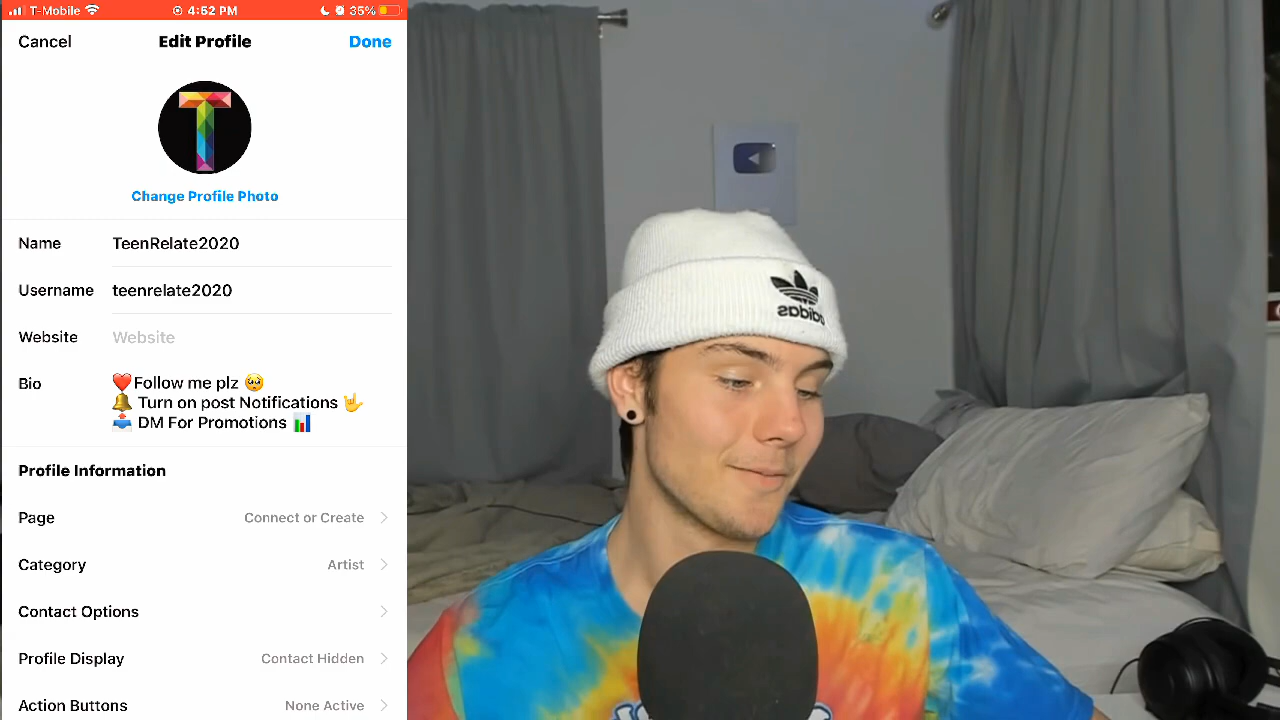 T-Mobile 4:52 PM 35%
Cancel Edit Profile Done
T
Change Profile Photo
Name TeenRelate2020
Username teenrelate2020
Website Website
Bio ❤️Follow me plz 🥺
🔔 Turn on post Notifications 🤟
📤 DM For Promotions 📊
Profile Information
Page Connect or Create
Category Artist
Contact Options
Profile Display Contact Hidden
Action Buttons None Active
adidas